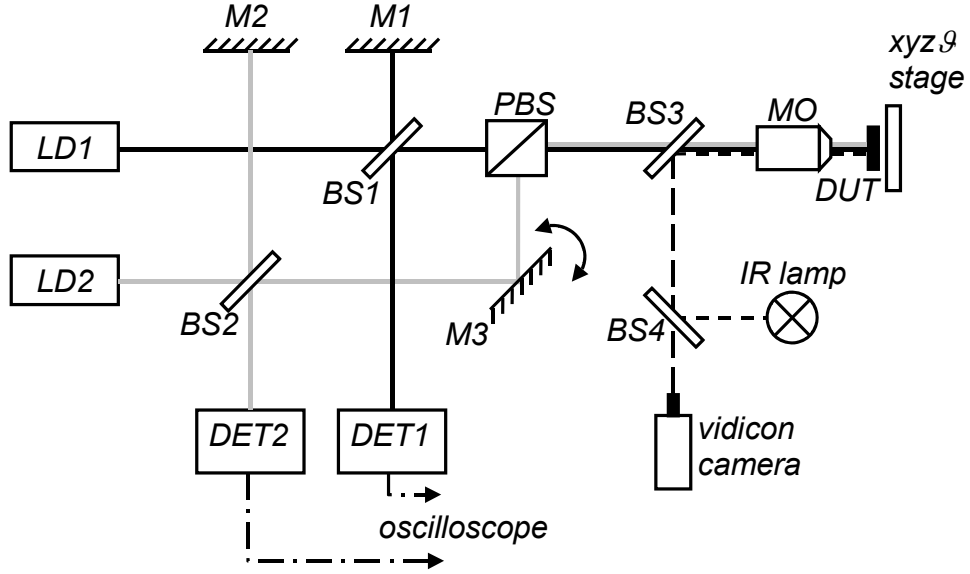 M2
M1
xyzϑ
stage
PBS
BS3
MO
LD1
BS1
DUT
LD2
BS2
M3
IR lamp
BS4
DET2
DET1
vidicon
camera
oscilloscope